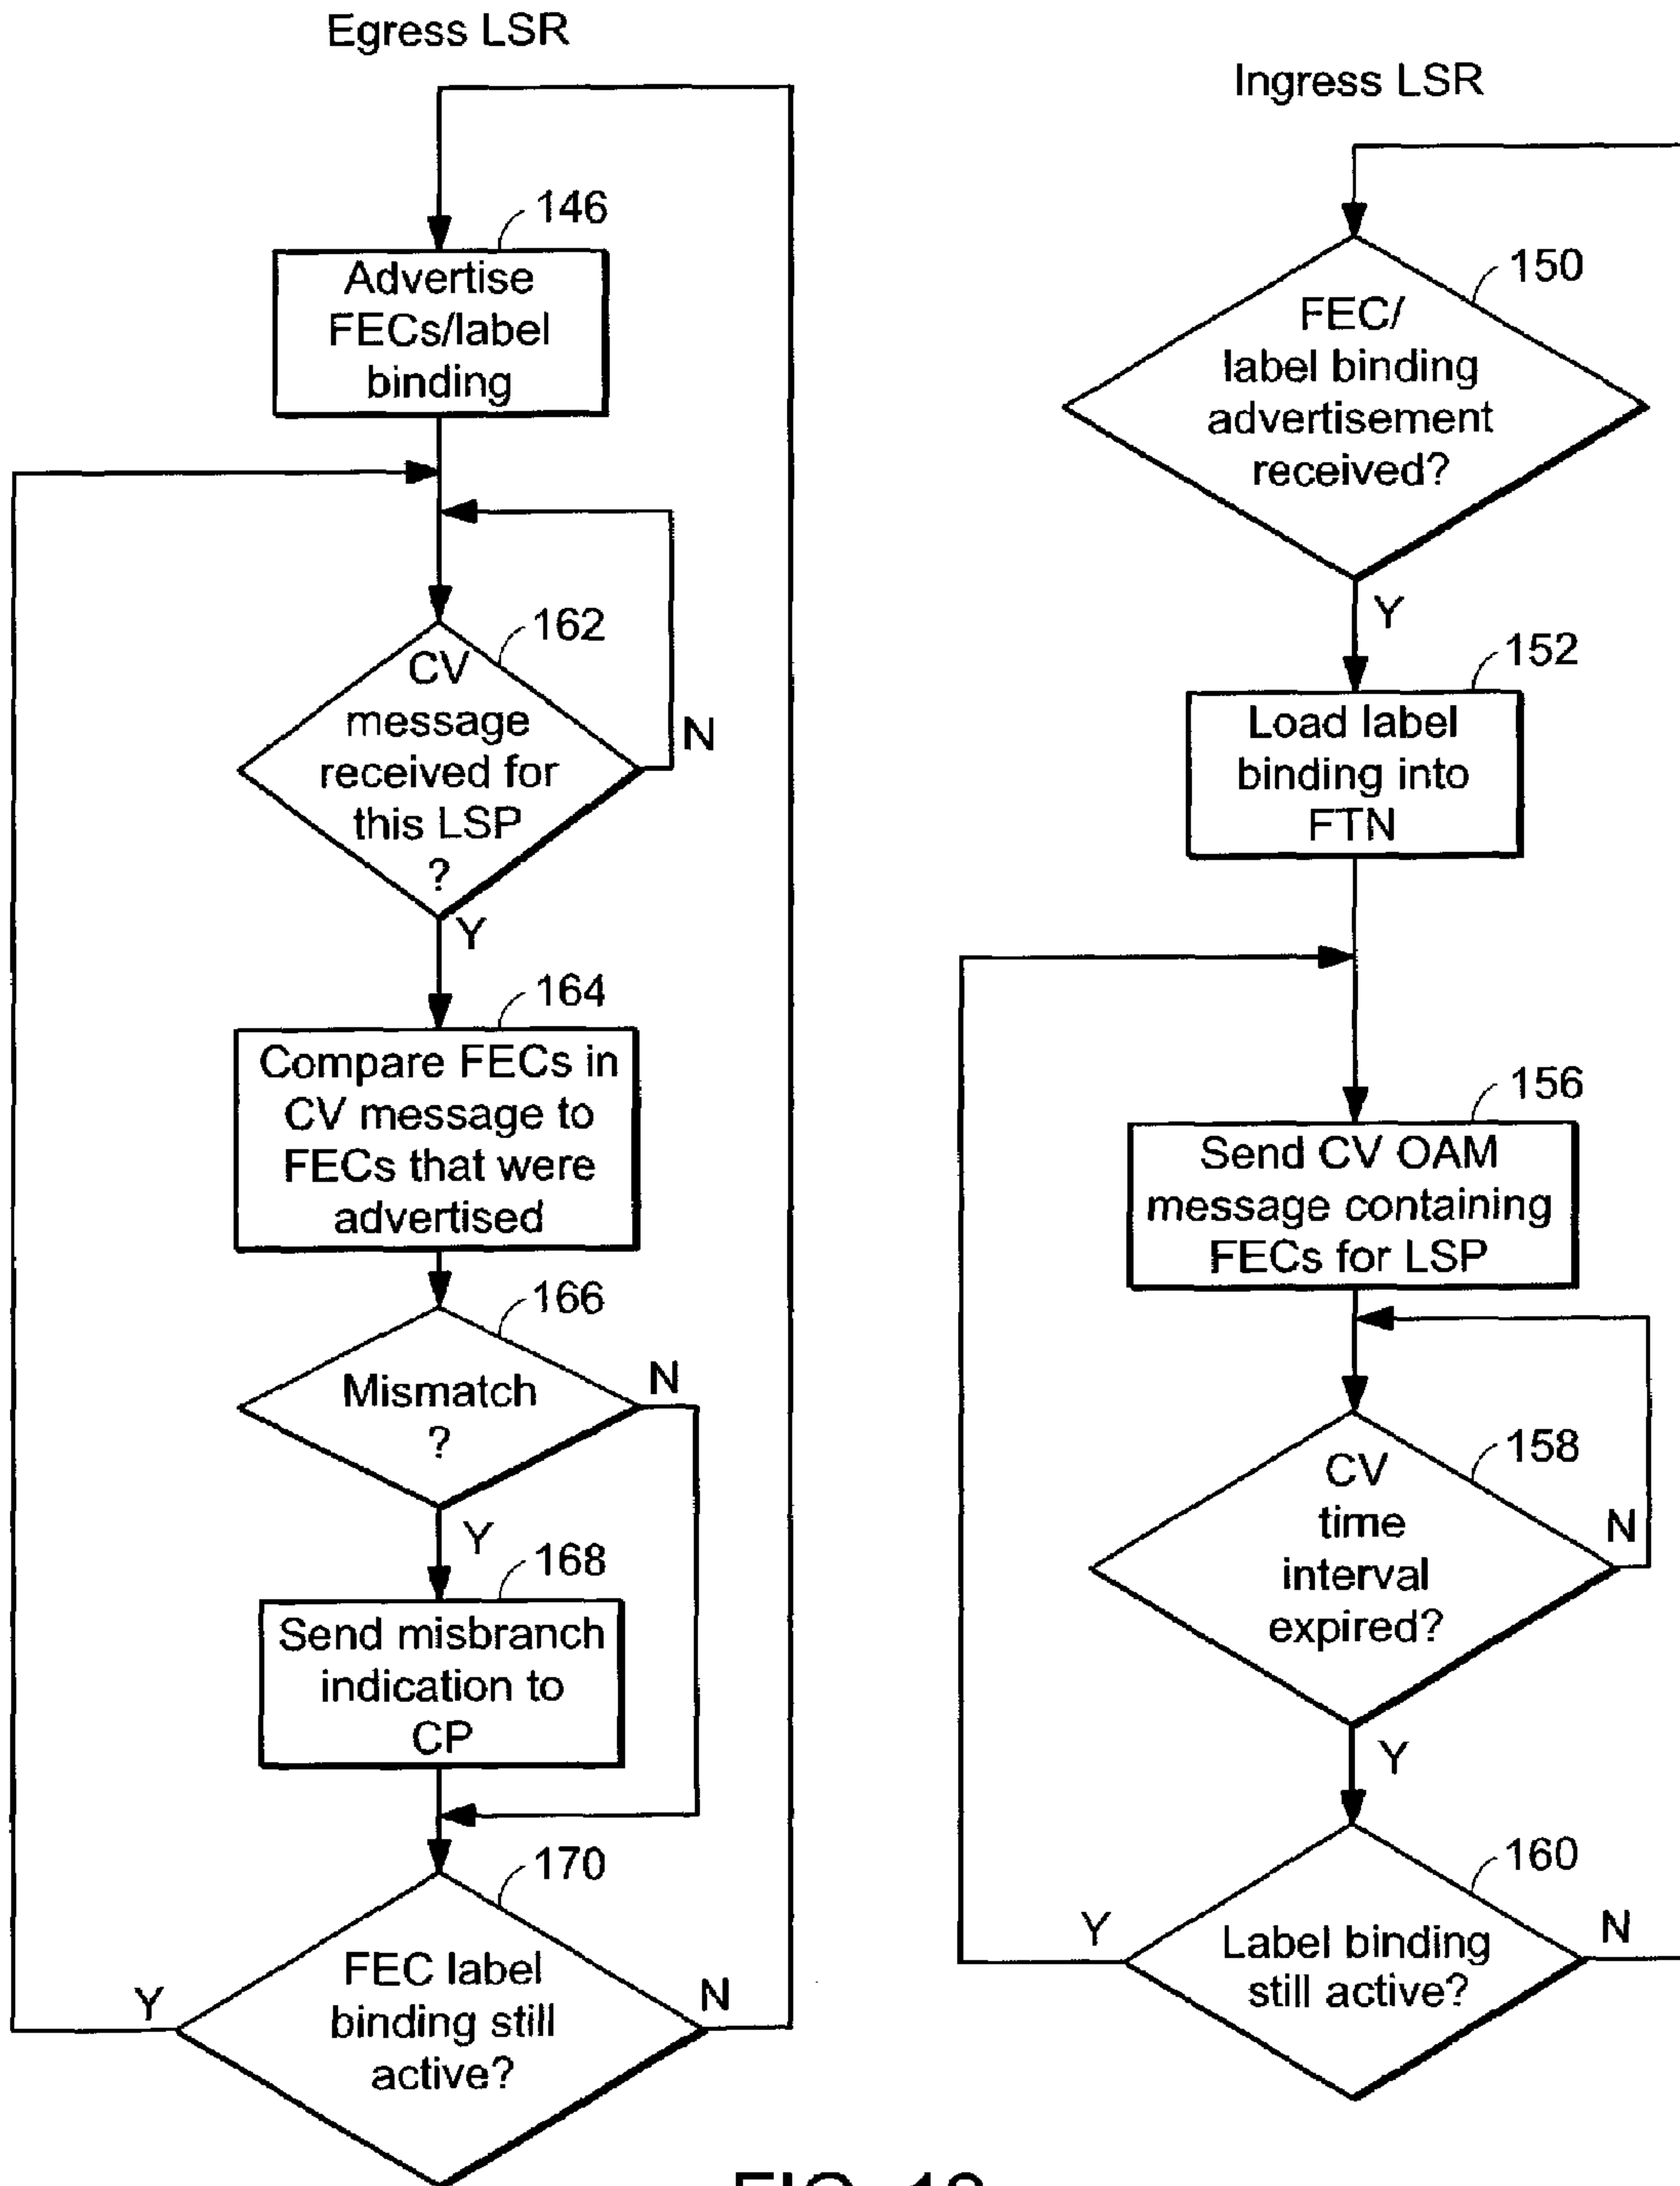 Egress LSR
146
Advertise
FECs/label
binding
162
CV
message
received for
this LSP
?
N
Y
164
Compare FECs in
CV message to
FECs that were
advertised
166
Mismatch
?
N
Y
168
Send misbranch
indication to
CP
170
FEC label
binding still
active?
Y
N
Ingress LSR
150
FEC/
label binding
advertisement
received?
Y
152
Load label
binding into
FTN
156
Send CV OAM
message containing
FECs for LSP
158
CV
time
interval
expired?
N
Y
160
Label binding
still active?
Y
N